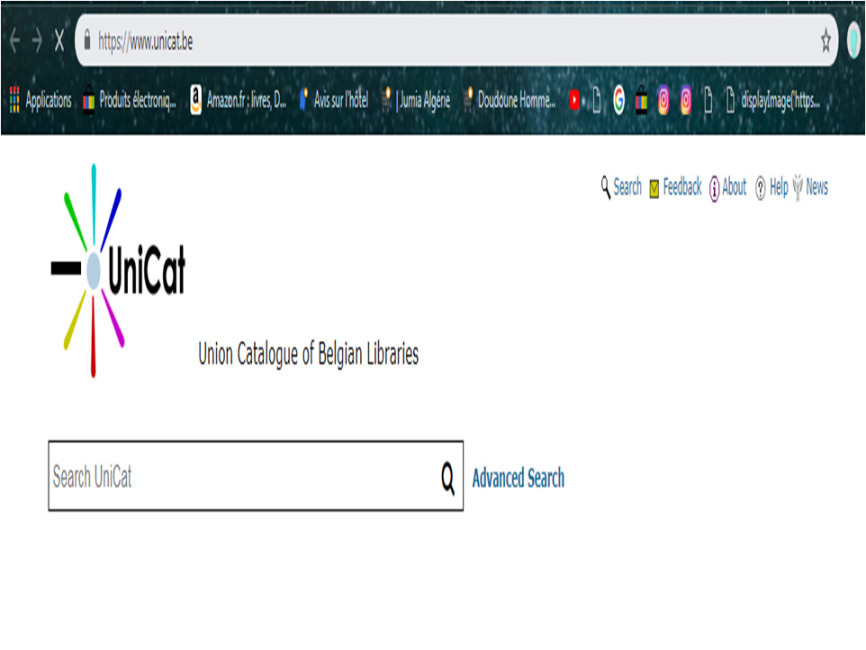 https://www.unicat.be
Applications Produits électroniq... Amazon.fr : livres, D... Avis sur l'hôtel | Jumia Algérie Doudoune Homme... displayImage("https...
Search Feedback About Help News
UniCat
Union Catalogue of Belgian Libraries
Search UniCat Advanced Search